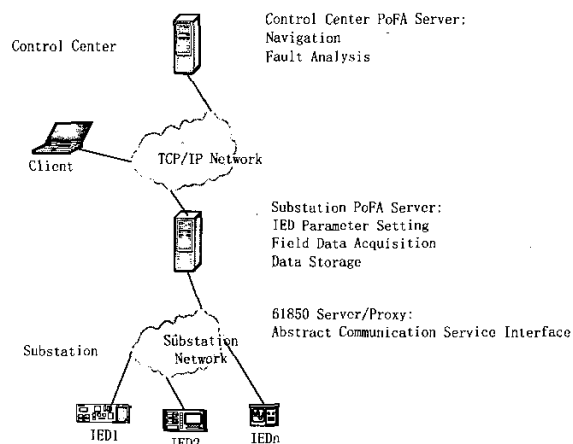 Control Center PoFA Server:
Navigation
Fault Analysis
Control Center
Client
TCP/IP Network
Substation PoFA Server:
IED Parameter Setting
Field Data Acquisition
Data Storage
61850 Server/Proxy:
Abstract Communication Service Interface
Substation
Substation
Network
IED1
IED2
IEDn